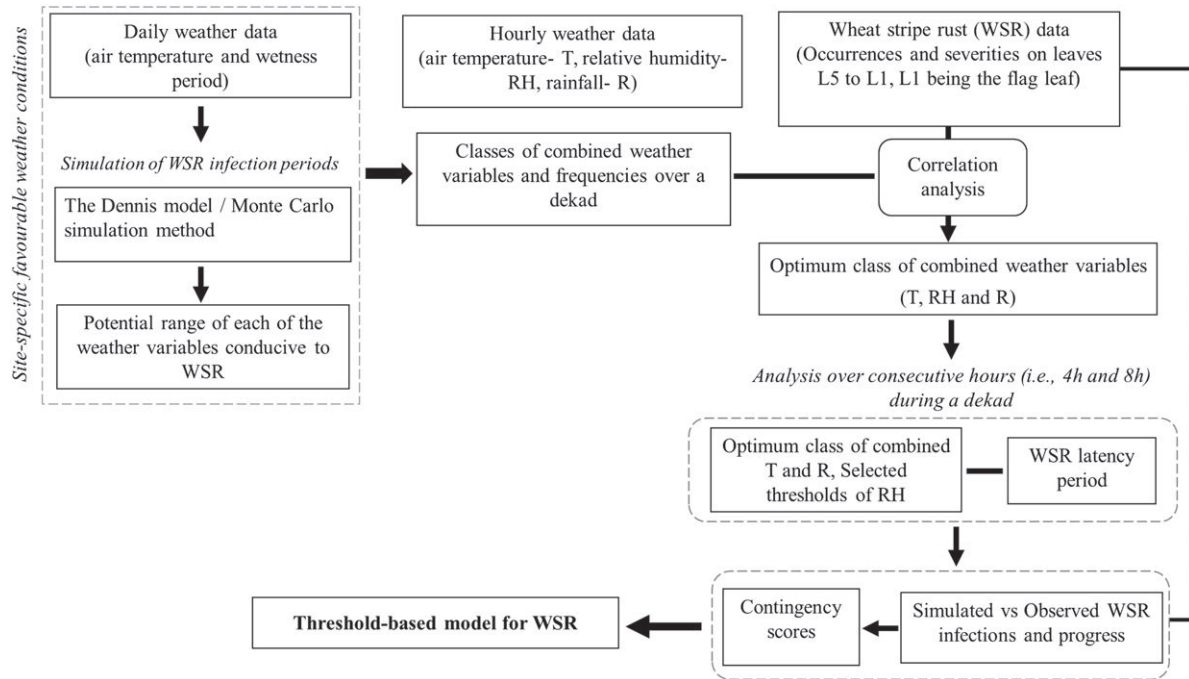 Site-specific favourable weather conditions
Daily weather data
(air temperature and wetness
period)
Simulation of WSR infection periods
The Dennis model / Monte Carlo
simulation method
Potential range of each of the
weather variables conducive to
WSR
Hourly weather data
(air temperature- T, relative humidity-
RH, rainfall- R)
Classes of combined weather
variables and frequencies over a
dekad
Wheat stripe rust (WSR) data
(Occurrences and severities on leaves
L5 to L1, L1 being the flag leaf)
Correlation
analysis
Optimum class of combined weather variables
(T, RH and R)
Analysis over consecutive hours (i.e., 4h and 8h)
during a dekad
Optimum class of combined
T and R, Selected
thresholds of RH
WSR latency
period
Simulated vs Observed WSR
infections and progress
Contingency
scores
Threshold-based model for WSR